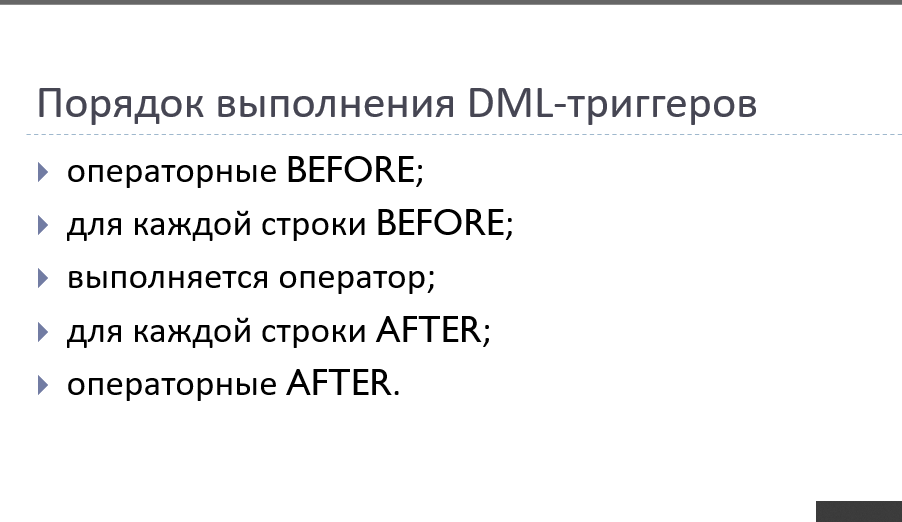 Порядок выполнения DML-триггеров
операторные BEFORE;
для каждой строки BEFORE;
выполняется оператор;
для каждой строки AFTER;
операторные AFTER.